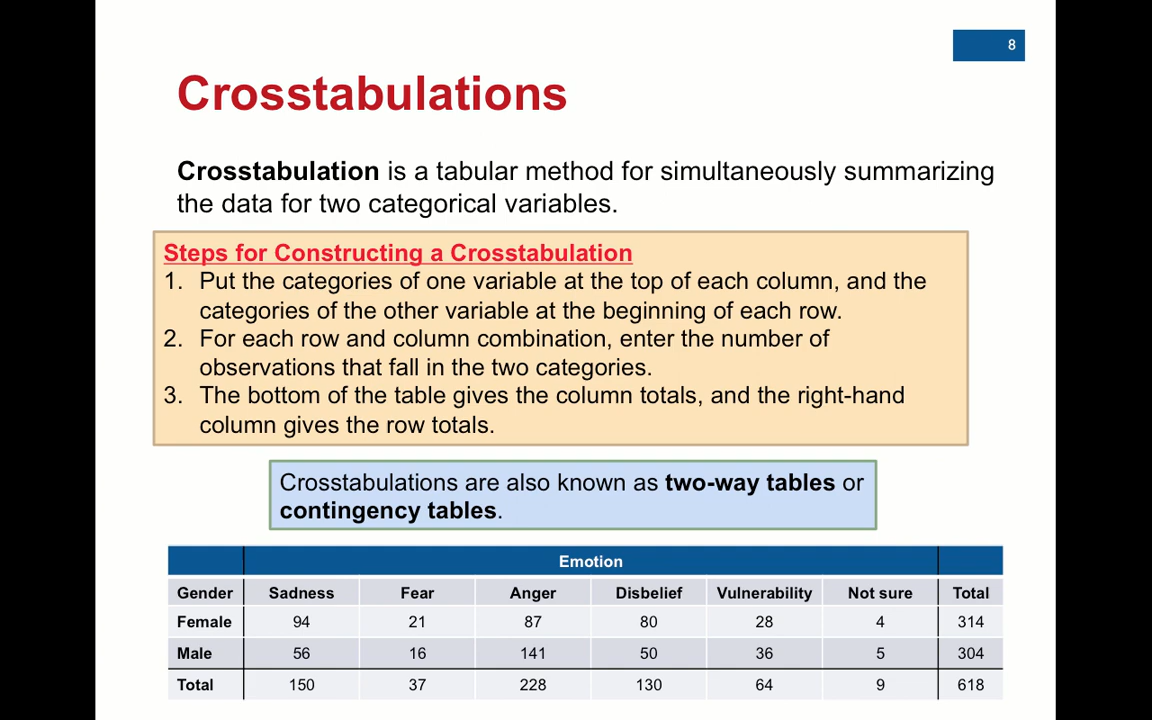 8
Crosstabulations
Crosstabulation is a tabular method for simultaneously summarizing
the data for two categorical variables.
Steps for Constructing a Crosstabulation
1. Put the categories of one variable at the top of each column, and the
categories of the other variable at the beginning of each row.
2. For each row and column combination, enter the number of
observations that fall in the two categories.
3. The bottom of the table gives the column totals, and the right-hand
column gives the row totals.
Crosstabulations are also known as two-way tables or
contingency tables.
Emotion
Gender Sadness Fear Anger Disbelief Vulnerability Not sure Total
Female 94 21 87 80 28 4 314
Male 56 16 141 50 36 5 304
Total 150 37 228 130 64 9 618